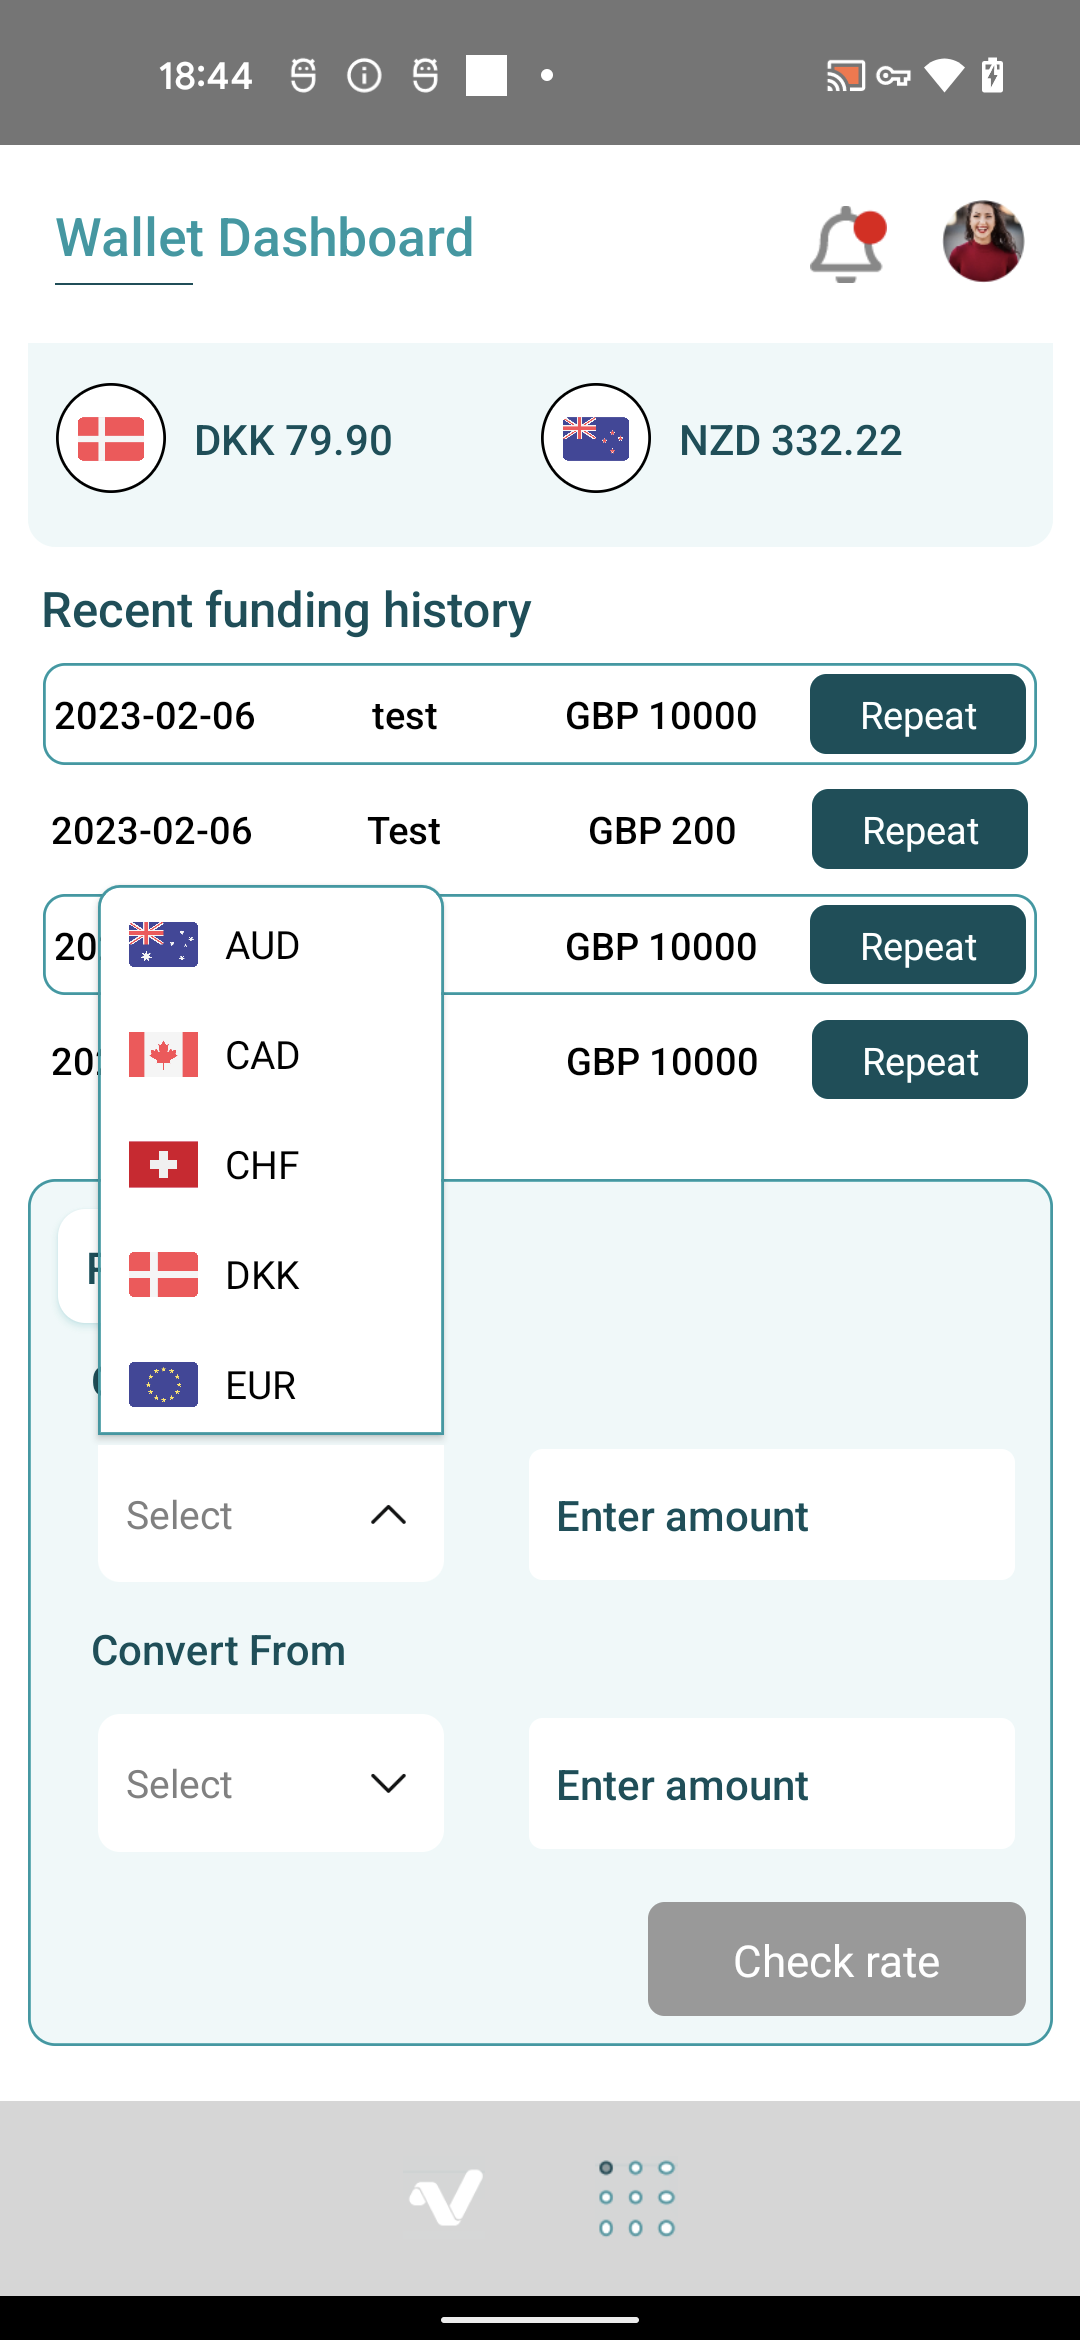 18:44
Wallet Dashboard
DKK 79.90 NZD 332.22
Recent funding history
2023-02-06 test GBP 10000 Repeat
2023-02-06 Test GBP 200 Repeat
20 AUD GBP 10000 Repeat
CAD
20 GBP 10000 Repeat
CHF
DKK
EUR
Select Enter amount
Convert From
Select Enter amount
Check rate